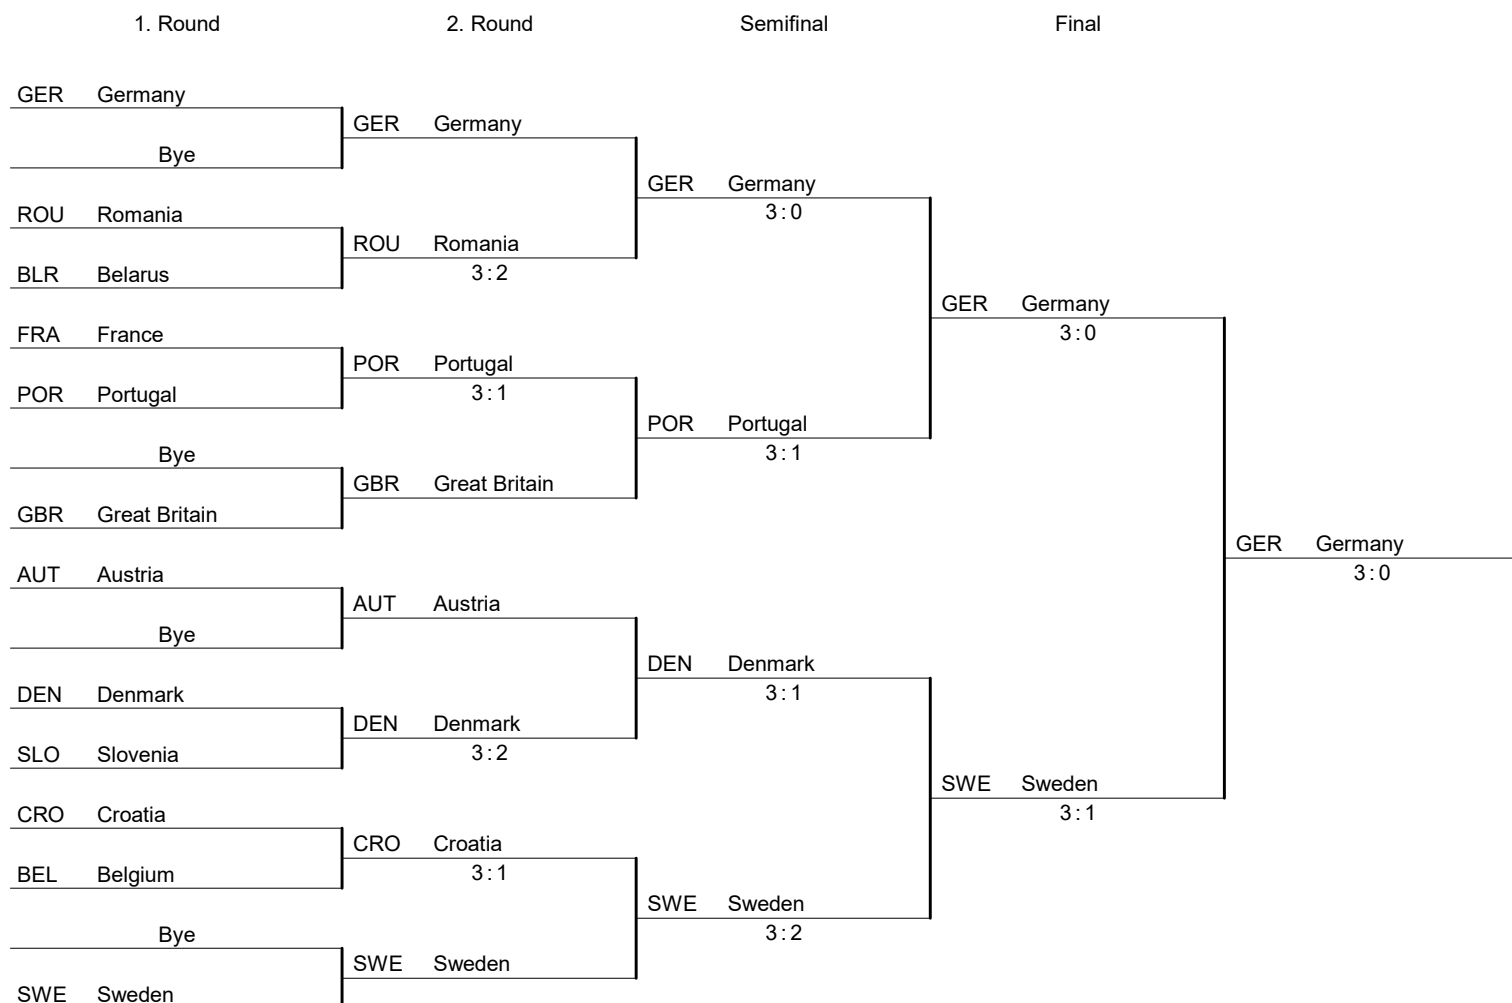 1. Round 2. Round Semifinal Final
GER Germany
GER Germany
Bye
GER Germany
3 : 0
ROU Romania
ROU Romania
3 : 2
BLR Belarus
GER Germany
3 : 0
FRA France
POR Portugal
3 : 1
POR Portugal
POR Portugal
3 : 1
Bye
GBR Great Britain
GBR Great Britain
GER Germany
3 : 0
AUT Austria
AUT Austria
Bye
DEN Denmark
3 : 1
DEN Denmark
DEN Denmark
3 : 2
SLO Slovenia
SWE Sweden
3 : 1
CRO Croatia
CRO Croatia
3 : 1
BEL Belgium
SWE Sweden
3 : 2
Bye
SWE Sweden
SWE Sweden